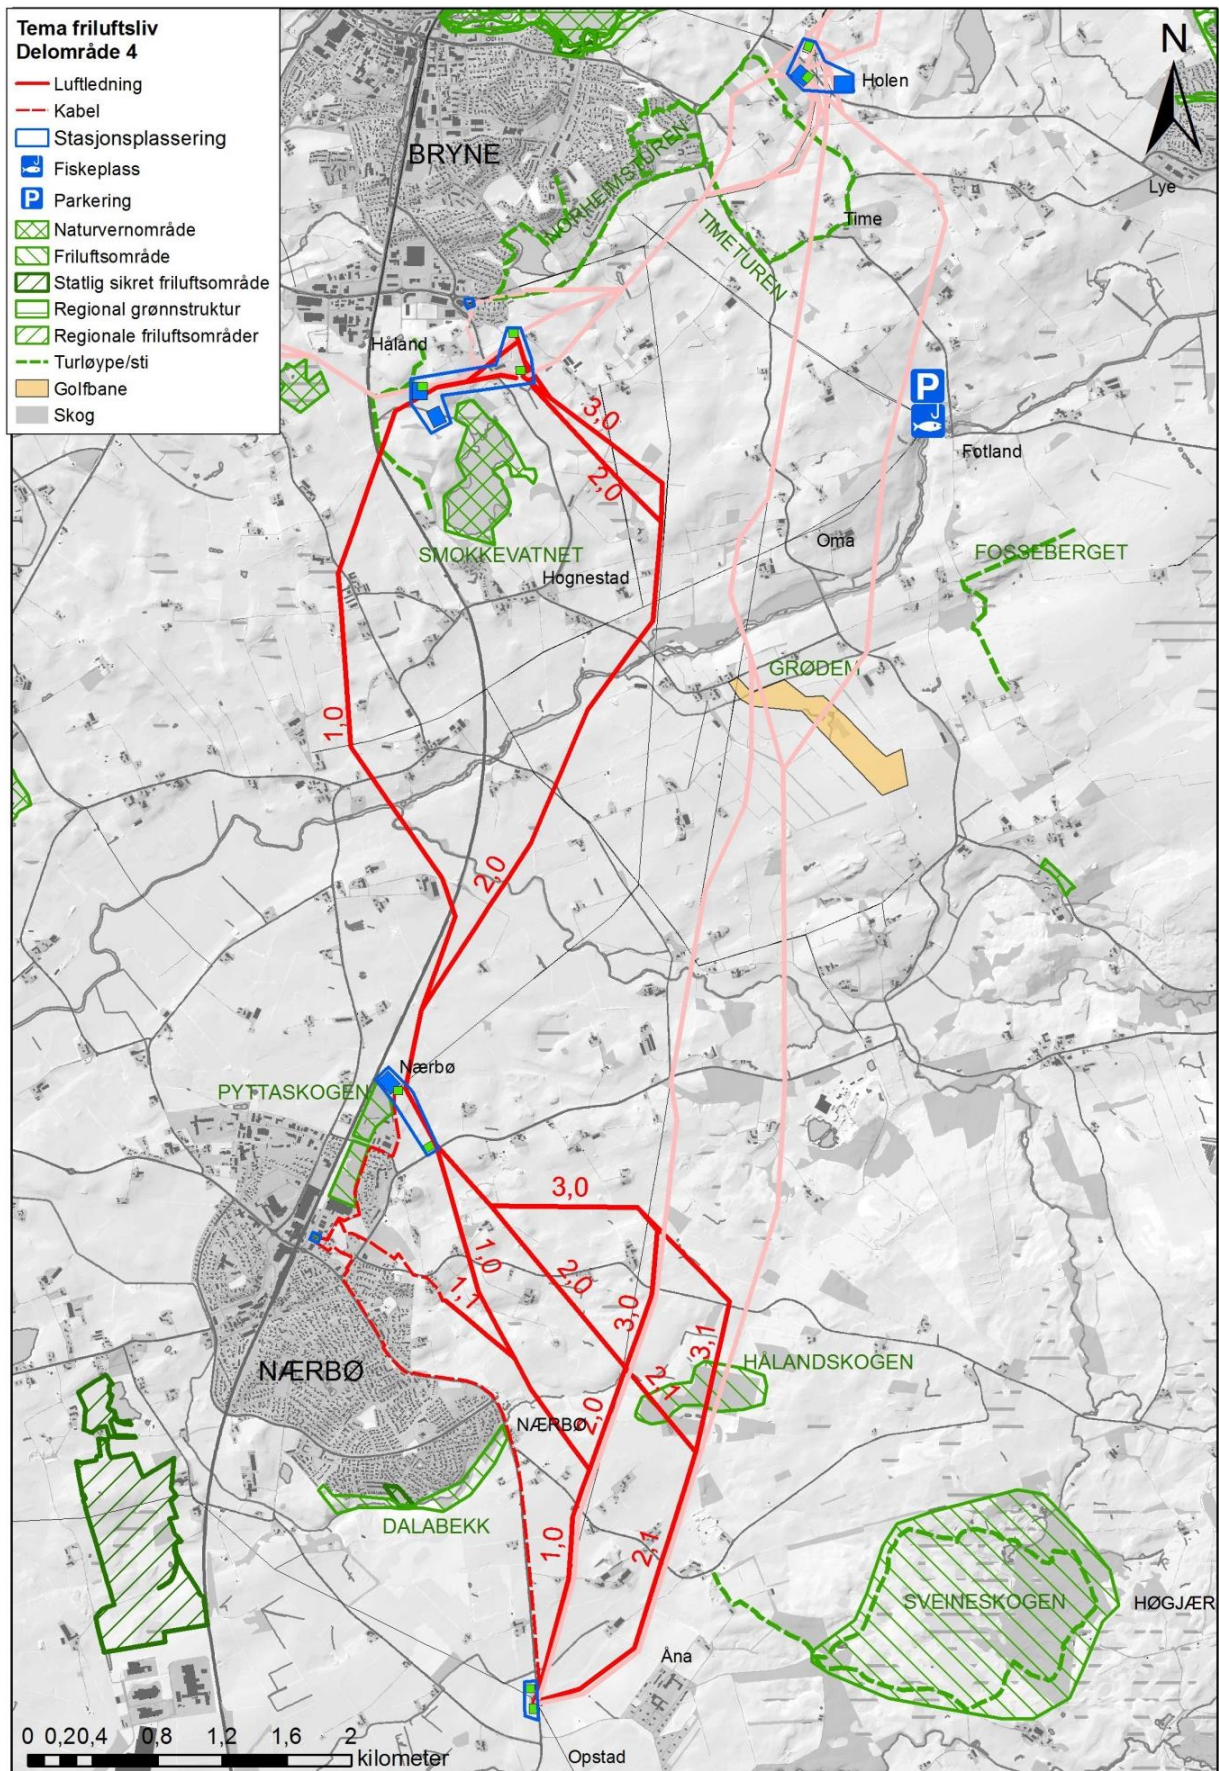 Tema friluftsliv
Delområde 4
Luftledning
Kabel
Stasjonsplassering
Fiskeplass
P Parkering
Naturvernområde
Friluftsområde
Statlig sikret friluftsområde
Regional grønnstruktur
Regionale friluftsområder
Turløype/sti
Golfbane
Skog
N
Holen
BRYNE
NORHEIMSTUREN
Lye
Time
TIMETUREN
Håland
3,0
P
2,0
Fotland
Oma
SMOKKEVATNET
FOSSEBERGET
Hognestad
GRØDEM
1,0
2,0
Nærbø
PYTTASKOGEN
3,0
1,0
2,0
1,1
3,0
3,1
HÅLANDSKOGEN
NÆRBØ
2,1
2,0
NÆRBØ
DALABEKK
1,0
2,1
SVEINESKOGEN
HØGJÆR
Åna
0 0,20,4 0,8 1,2 1,6 2
kilometer
Opstad